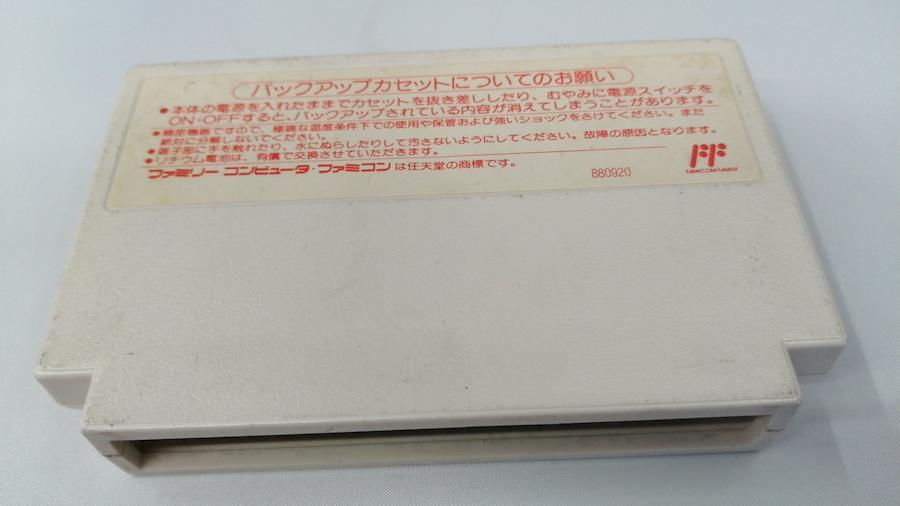 バックアップカセットについてのお願い
●本体の電源を入れたままでカセットを抜き差ししたり、むやみに電源スイッチを
ON・OFFすると、バックアップされている内容が消えてしまうことがあります。また
●精密機器ですので、極端な温度条件下での使用や保管および強いショックをさけてください。
絶対に分解しないでください。
●端子部に手を触れたり、水にぬらしたりして汚さないようにしてください。故障の原因となります。
●リチウム電池は、有償で交換させていただきます。
ファミリー コンピュータ・ファミコンは任天堂の商標です。
880920
FAMICOM FAMILY